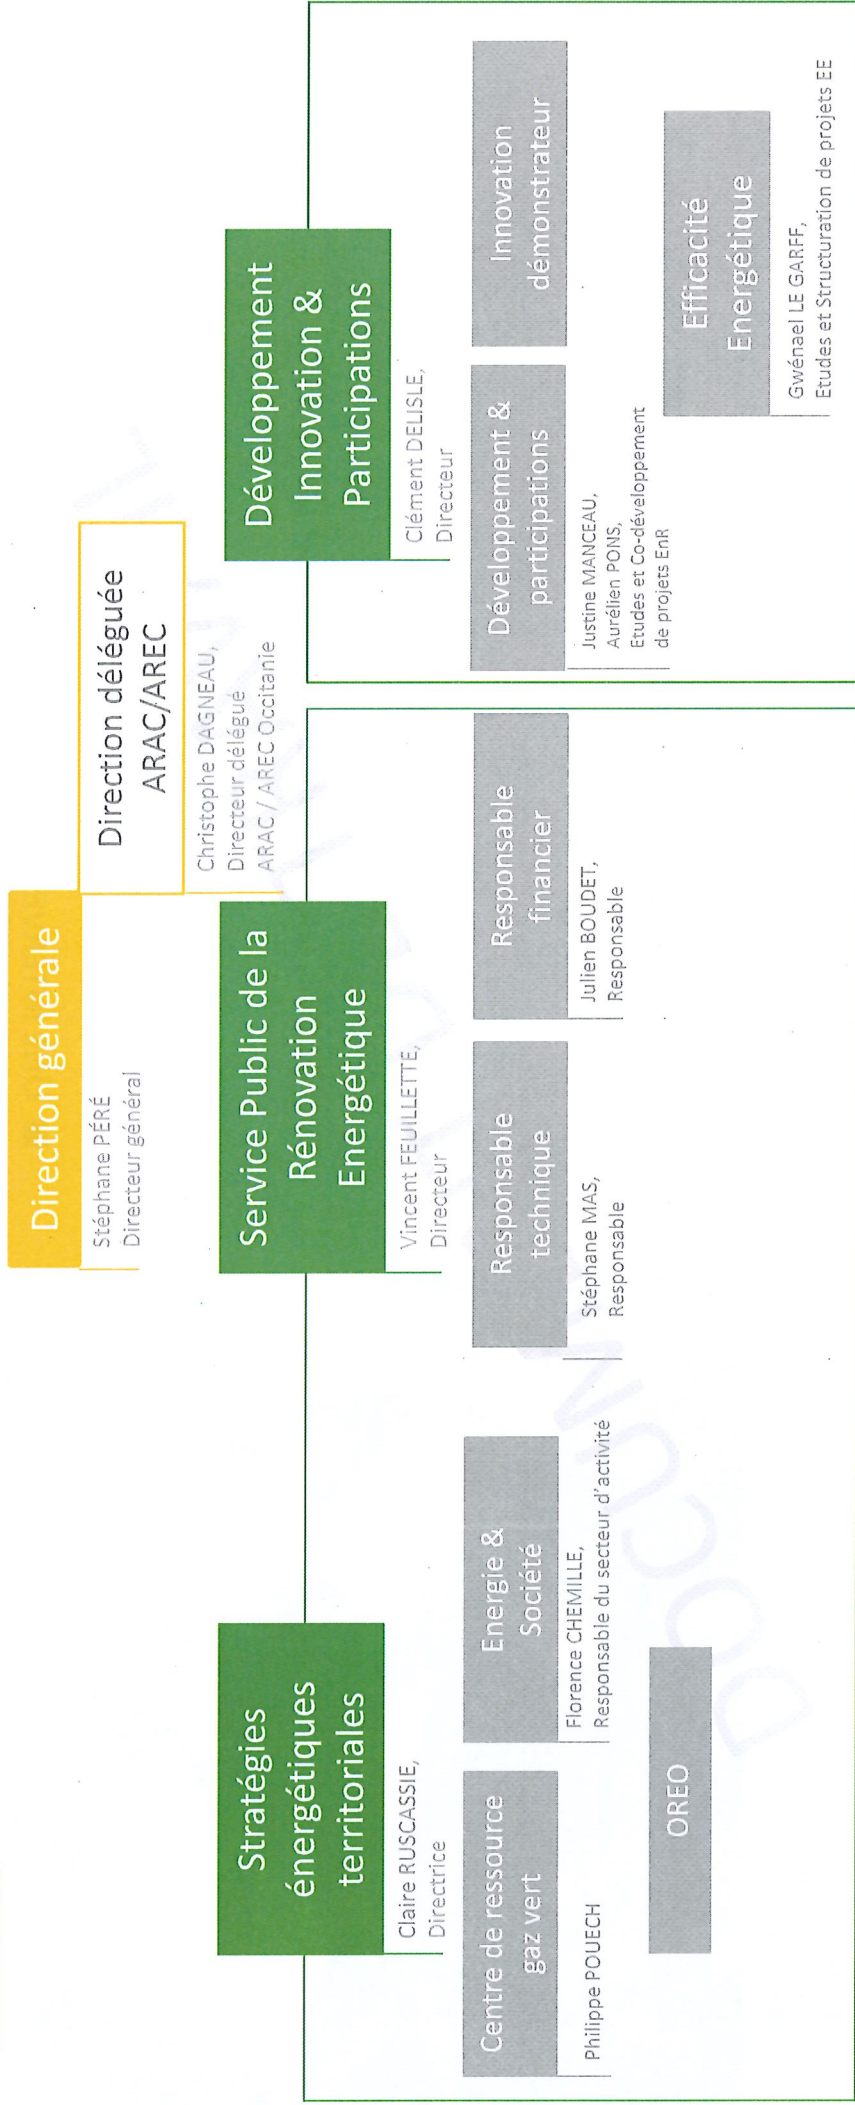 Direction générale
Stéphane PÉRÉ
Directeur général
Direction déléguée
ARAC/AREC
Christophe DAGNEAU,
Directeur délégué
ARAC / AREC Occitanie
Stratégies
énergétiques
territoriales
Claire RUSCASSIE,
Directrice
Centre de ressource
gaz vert
Philippe POUECH
Energie &
Société
Florence CHEMILLE,
Responsable du secteur d'activité
OREO
Service Public de la
Rénovation
Energétique
Vincent FEUILLETTE,
Directeur
Responsable
technique
Stéphane MAS,
Responsable
Responsable
financier
Julien BOUDET,
Responsable
Développement
Innovation &
Participations
Clément DELISLE,
Directeur
Développement &
participations
Justine MANCEAU,
Aurélien PONS,
Etudes et Co-développement
de projets EnR
Innovation
démonstrateur
Efficacité
Energétique
Gwénael LE GARFF,
Etudes et Structuration de projets EE